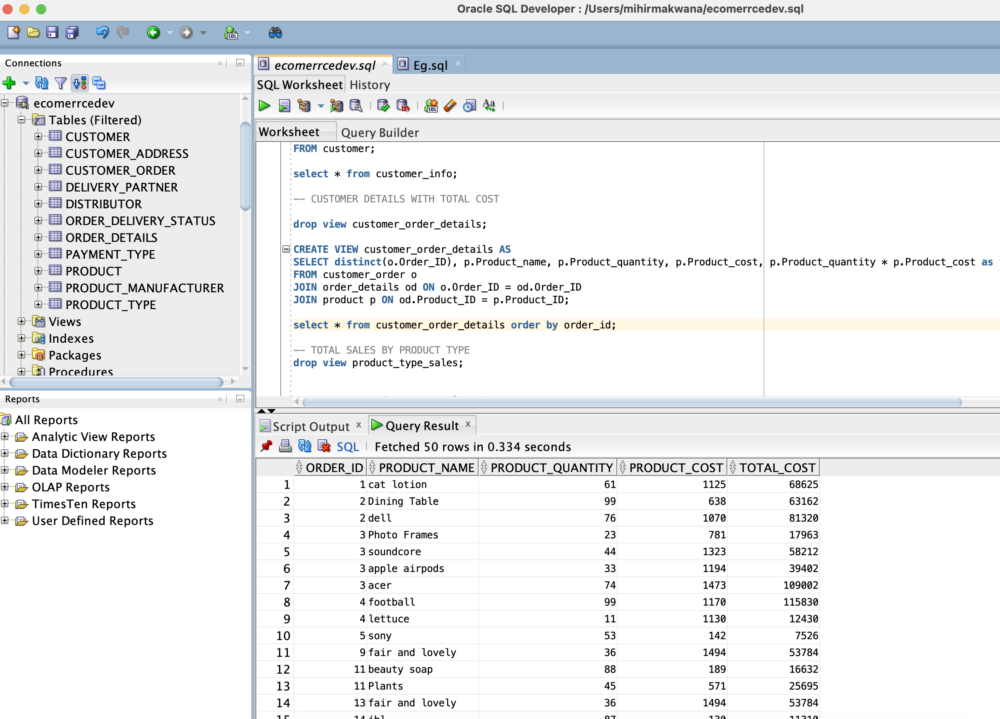 Oracle SQL Developer : /Users/mihirmakwana/ecomerrcedev.sql
Connections
ecomerrcedev
Tables (Filtered)
CUSTOMER
CUSTOMER_ADDRESS
CUSTOMER_ORDER
DELIVERY_PARTNER
DISTRIBUTOR
ORDER_DELIVERY_STATUS
ORDER_DETAILS
PAYMENT_TYPE
PRODUCT
PRODUCT_MANUFACTURER
PRODUCT_TYPE
Views
Indexes
Packages
Procedures
Reports
All Reports
Analytic View Reports
Data Dictionary Reports
Data Modeler Reports
OLAP Reports
TimesTen Reports
User Defined Reports
ecomerrcedev.sql Eg.sql
SQL Worksheet History
Worksheet Query Builder
FROM customer;
select * from customer_info;
-- CUSTOMER DETAILS WITH TOTAL COST
drop view customer_order_details;
CREATE VIEW customer_order_details AS
SELECT distinct(o.Order_ID), p.Product_name, p.Product_quantity, p.Product_cost, p.Product_quantity * p.Product_cost as
FROM customer_order o
JOIN order_details od ON o.Order_ID = od.Order_ID
JOIN product p ON od.Product_ID = p.Product_ID;
select * from customer_order_details order by order_id;
-- TOTAL SALES BY PRODUCT TYPE
drop view product_type_sales;
Script Output Query Result
SQL Fetched 50 rows in 0.334 seconds
ORDER_ID PRODUCT_NAME PRODUCT_QUANTITY PRODUCT_COST TOTAL_COST
1 1 cat lotion 61 1125 68625
2 2 Dining Table 99 638 63162
3 2 dell 76 1070 81320
4 3 Photo Frames 23 781 17963
5 3 soundcore 44 1323 58212
6 3 apple airpods 33 1194 39402
7 3 acer 74 1473 109002
8 4 football 99 1170 115830
9 4 lettuce 11 1130 12430
10 5 sony 53 142 7526
11 9 fair and lovely 36 1494 53784
12 11 beauty soap 88 189 16632
13 11 Plants 45 571 25695
14 13 fair and lovely 36 1494 53784
15 14 jbl 87 130 11310